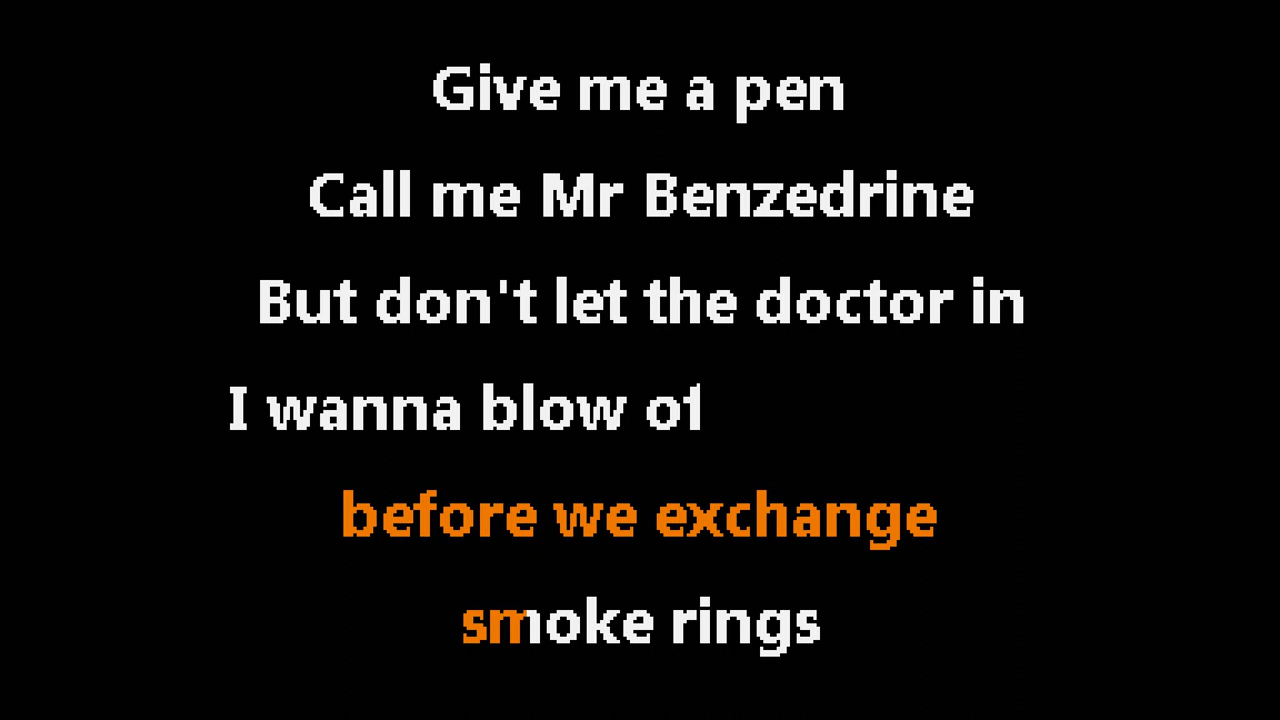 Give me a pen
Call me Mr Benzedrine
But don't let the doctor in
I wanna blow
before we exchange
smoke rings